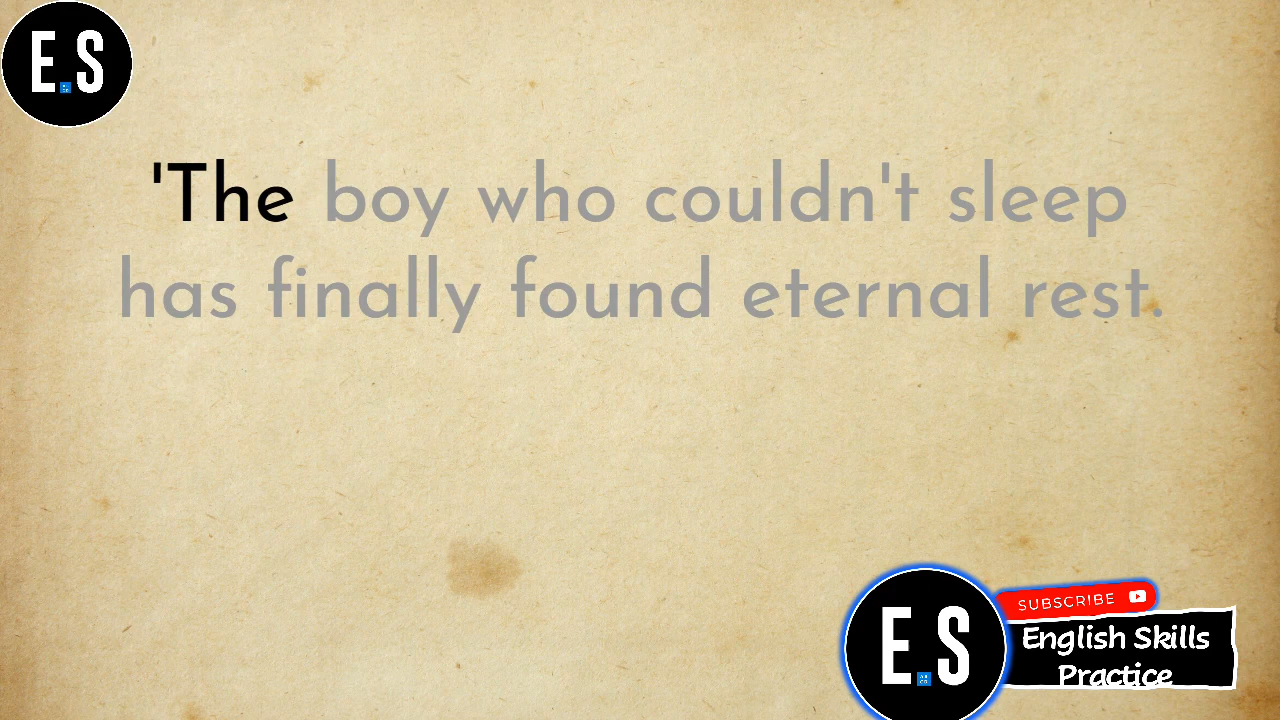 E.S
'The boy who couldn't sleep
has finally found eternal rest.
SUBSCRIBE
E.S
English Skills
Practice